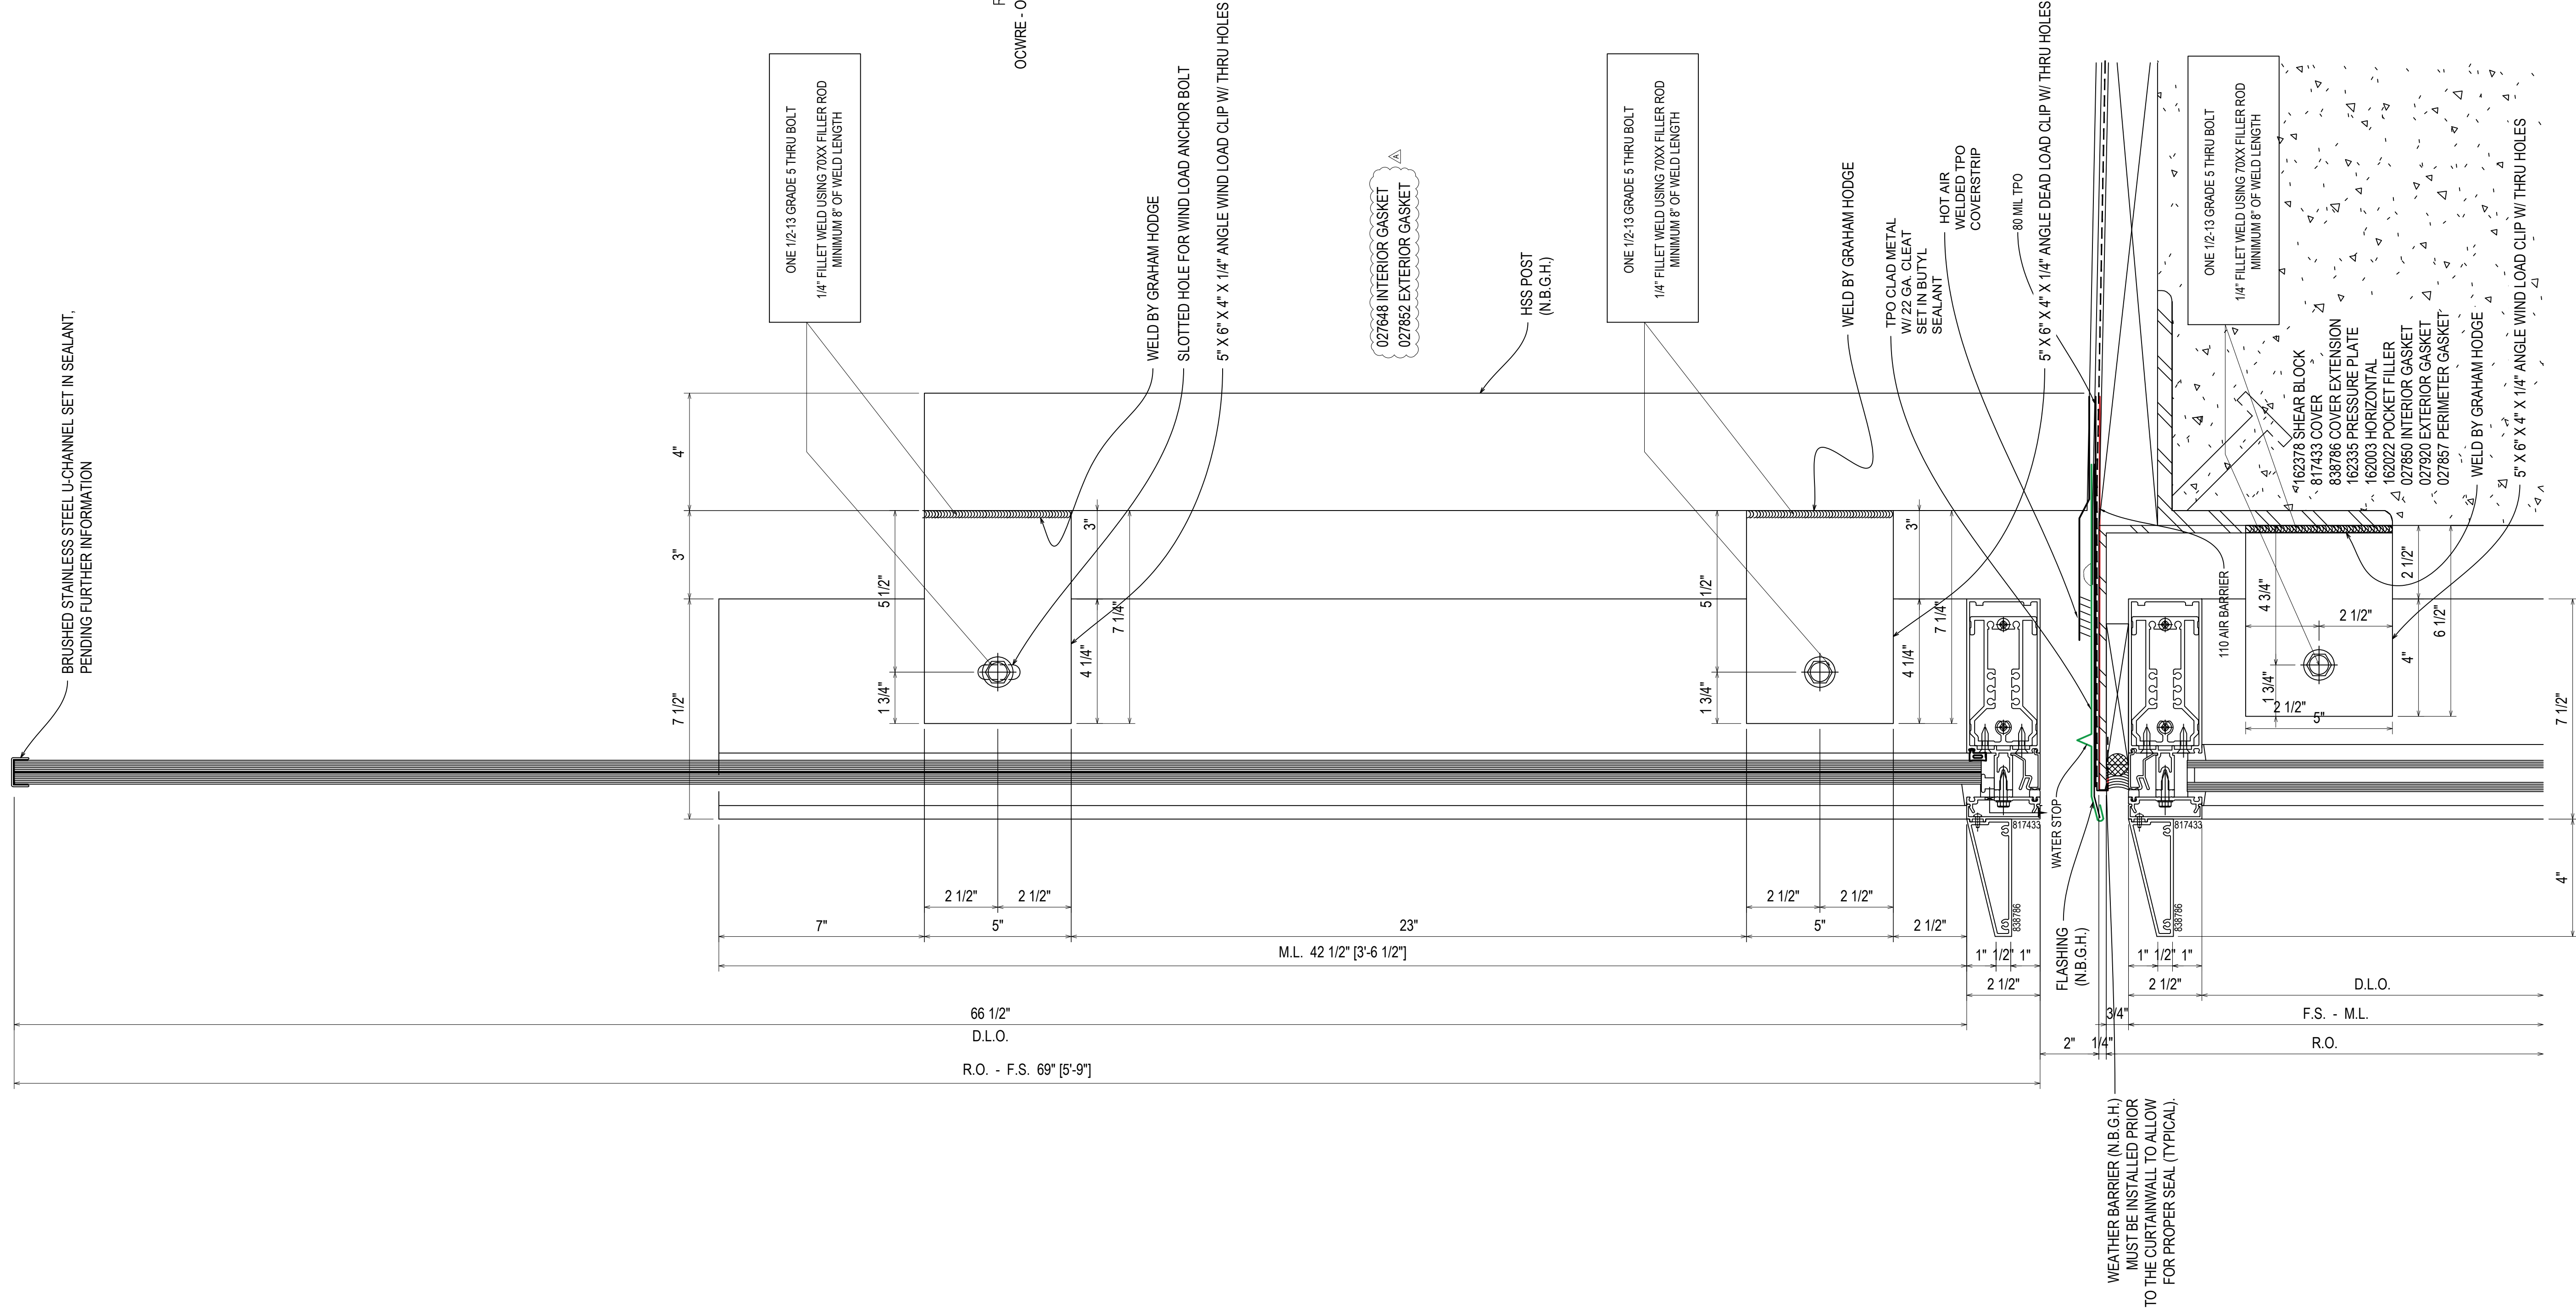 BRUSHED STAINLESS STEEL U-CHANNEL SET IN SEALANT,
PENDING FURTHER INFORMATION
OCWRE - O
ONE 1/2-13 GRADE 5 THRU BOLT
1/4" FILLET WELD USING 70XX FILLER ROD
MINIMUM 8" OF WELD LENGTH
WELD BY GRAHAM HODGE
SLOTTED HOLE FOR WIND LOAD ANCHOR BOLT
5" X 6" X 4" X 1/4" ANGLE WIND LOAD CLIP W/ THRU HOLES
027648 INTERIOR GASKET
027852 EXTERIOR GASKET
A
HSS POST
(N.B.G.H.)
ONE 1/2-13 GRADE 5 THRU BOLT
1/4" FILLET WELD USING 70XX FILLER ROD
MINIMUM 8" OF WELD LENGTH
WELD BY GRAHAM HODGE
TPO CLAD METAL
W/ 22 GA. CLEAT
SET IN BUTYL
SEALANT
HOT AIR
WELDED TPO
COVERSTRIP
80 MIL TPO
5" X 6" X 4" X 1/4" ANGLE DEAD LOAD CLIP W/ THRU HOLES
ONE 1/2-13 GRADE 5 THRU BOLT
1/4" FILLET WELD USING 70XX FILLER ROD
MINIMUM 8" OF WELD LENGTH
162378 SHEAR BLOCK
817433 COVER
838786 COVER EXTENSION
162335 PRESSURE PLATE
162003 HORIZONTAL
162022 POCKET FILLER
027850 INTERIOR GASKET
027920 EXTERIOR GASKET
027857 PERIMETER GASKET
WELD BY GRAHAM HODGE
5" X 6" X 4" X 1/4" ANGLE WIND LOAD CLIP W/ THRU HOLES
110 AIR BARRIER
WATER STOP
FLASHING
(N.B.G.H.)
WEATHER BARRIER (N.B.G.H.)
MUST BE INSTALLED PRIOR
TO THE CURTAINWALL TO ALLOW
FOR PROPER SEAL (TYPICAL).
4"
3"
7 1/2"
5 1/2"
1 3/4"
3"
4 1/4"
7 1/4"
5 1/2"
1 3/4"
3"
4 1/4"
7 1/4"
4 3/4"
1 3/4"
2 1/2"
2 1/2"
5"
2 1/2"
4"
6 1/2"
7 1/2"
4"
817433
838786
817433
838786
2 1/2"
2 1/2"
2 1/2"
2 1/2"
7"
5"
23"
5"
2 1/2"
M.L. 42 1/2" [3'-6 1/2"]
1"
1/2"
1"
2 1/2"
1"
1/2"
1"
2 1/2"
D.L.O.
66 1/2"
D.L.O.
3/4"
F.S. - M.L.
2"
1/4"
R.O.
R.O. - F.S. 69" [5'-9"]